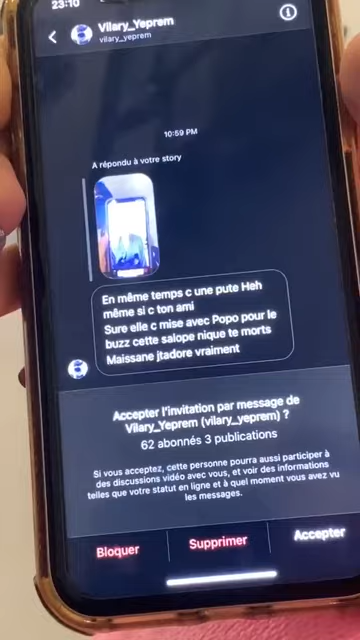 23:10
Vilary_Yeprem
vilary_yeprem
10:59 PM
A répondu à votre story
En même temps c une pute Heh
même si c ton ami
Sure elle c mise avec Popo pour le
buzz cette salope nique te morts
Maissane jtadore vraiment
Accepter l'invitation par message de
Vilary_Yeprem (vilary_yeprem) ?
62 abonnés 3 publications
Si vous acceptez, cette personne pourra aussi participer à
des discussions vidéo avec vous, et voir des informations
telles que votre statut en ligne et à quel moment vous avez vu
les messages.
Bloquer
Supprimer
Accepter